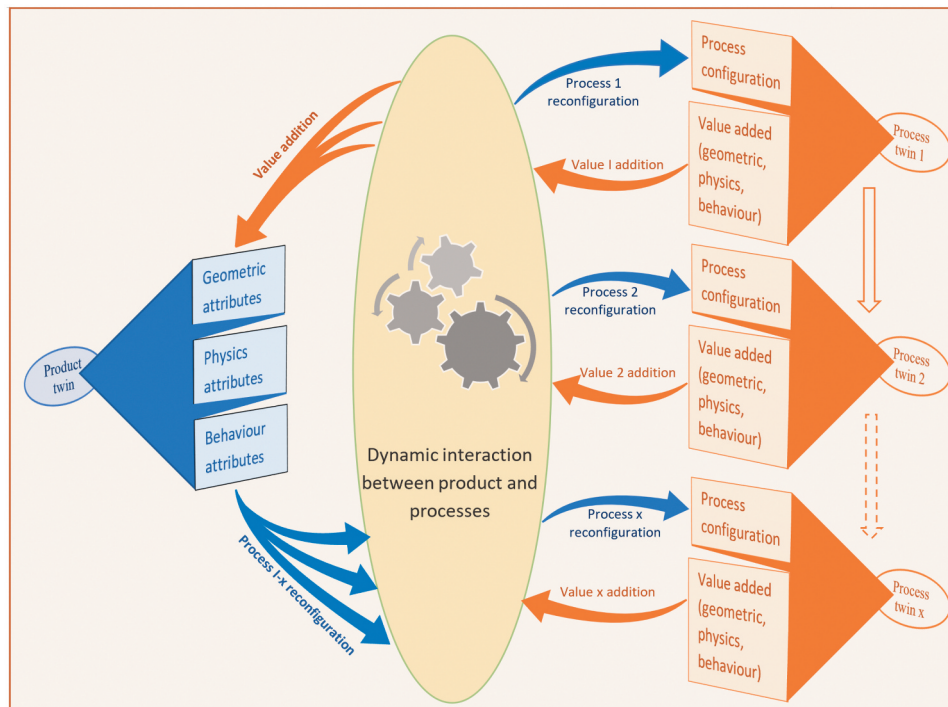 Value addition
Geometric
attributes
Physics
attributes
Behaviour
attributes
Product
twin
Process I-x reconfiguration
Dynamic interaction
between product and
processes
Process 1
reconfiguration
Value I addition
Process
configuration
Value added
(geometric,
physics,
behaviour)
Process
twin 1
Process 2
reconfiguration
Value 2 addition
Process
configuration
Value added
(geometric,
physics,
behaviour)
Process
twin 2
Process x
reconfiguration
Value x addition
Process
configuration
Value added
(geometric,
physics,
behaviour)
Process
twin x